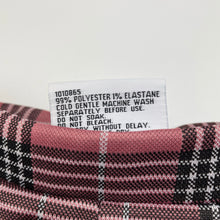 1010865
99% POLYESTER 1% ELASTANE
COLD GENTLE MACHINE WASH
SEPARATELY BEFORE USE.
DO NOT SOAK.
DO NOT BLEACH.
WITHOUT DELAY.